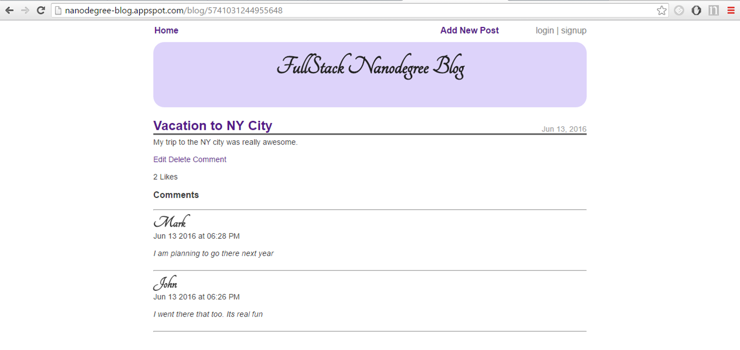 nanodegree-blog.appspot.com/blog/5741031244955648
Home Add New Post login | signup
FullStack Nanodegree Blog
Vacation to NY City Jun 13, 2016
My trip to the NY city was really awesome.
Edit Delete Comment
2 Likes
Comments
Mark
Jun 13 2016 at 06:28 PM
I am planning to go there next year
John
Jun 13 2016 at 06:26 PM
I went there that too. Its real fun